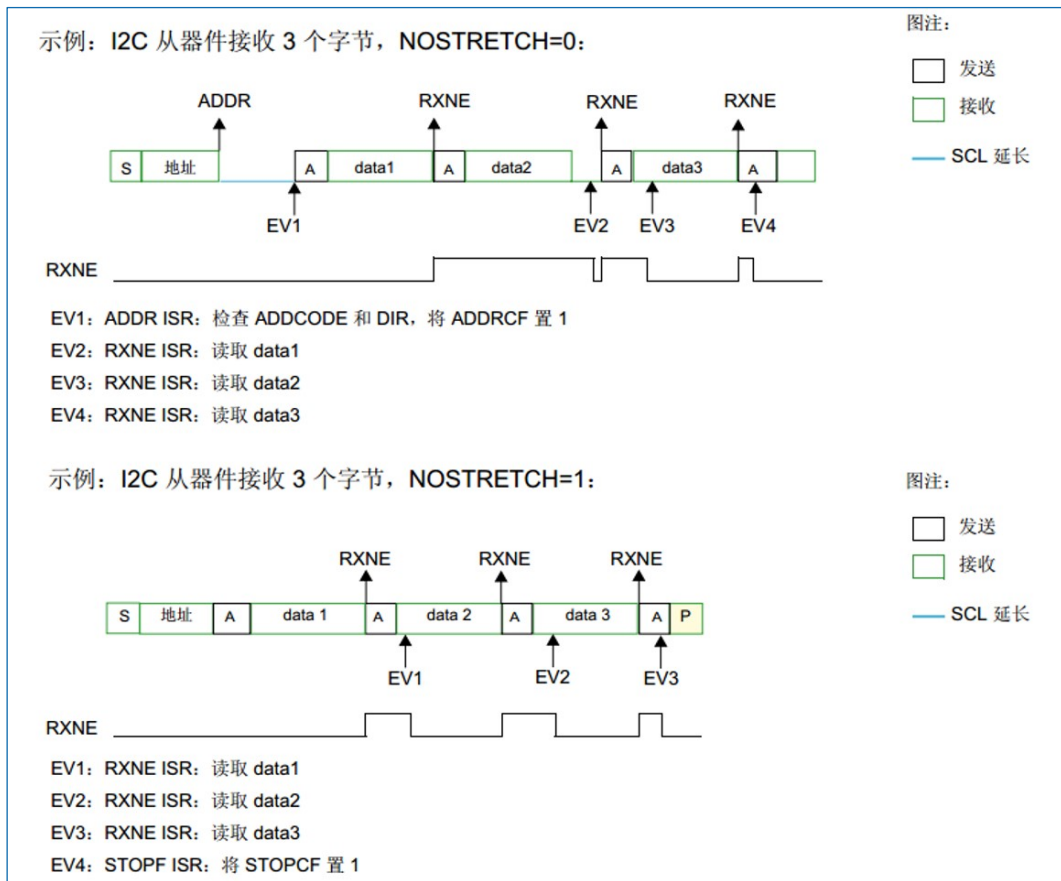 示例：I2C 从器件接收 3 个字节，NOSTRETCH=0：
图注：
发送
接收
SCL 延长
ADDR
RXNE
RXNE
RXNE
S
地址
A
data1
A
data2
A
data3
A
EV1
EV2
EV3
EV4
RXNE
EV1：ADDR ISR：检查 ADDCODE 和 DIR，将 ADDRCF 置 1
EV2：RXNE ISR：读取 data1
EV3：RXNE ISR：读取 data2
EV4：RXNE ISR：读取 data3
示例：I2C 从器件接收 3 个字节，NOSTRETCH=1：
图注：
发送
接收
SCL 延长
RXNE
RXNE
RXNE
S
地址
A
data 1
A
data 2
A
data 3
A
P
EV1
EV2
EV3
RXNE
EV1：RXNE ISR：读取 data1
EV2：RXNE ISR：读取 data2
EV3：RXNE ISR：读取 data3
EV4：STOPF ISR：将 STOPCF 置 1